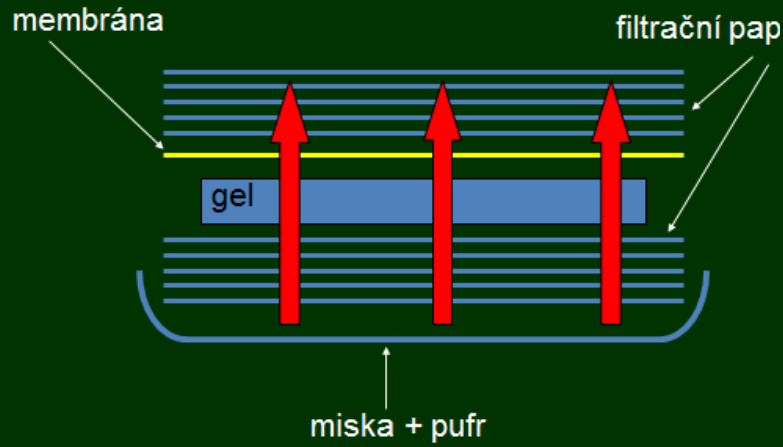 membrána
filtrační pap
gel
miska + pufr